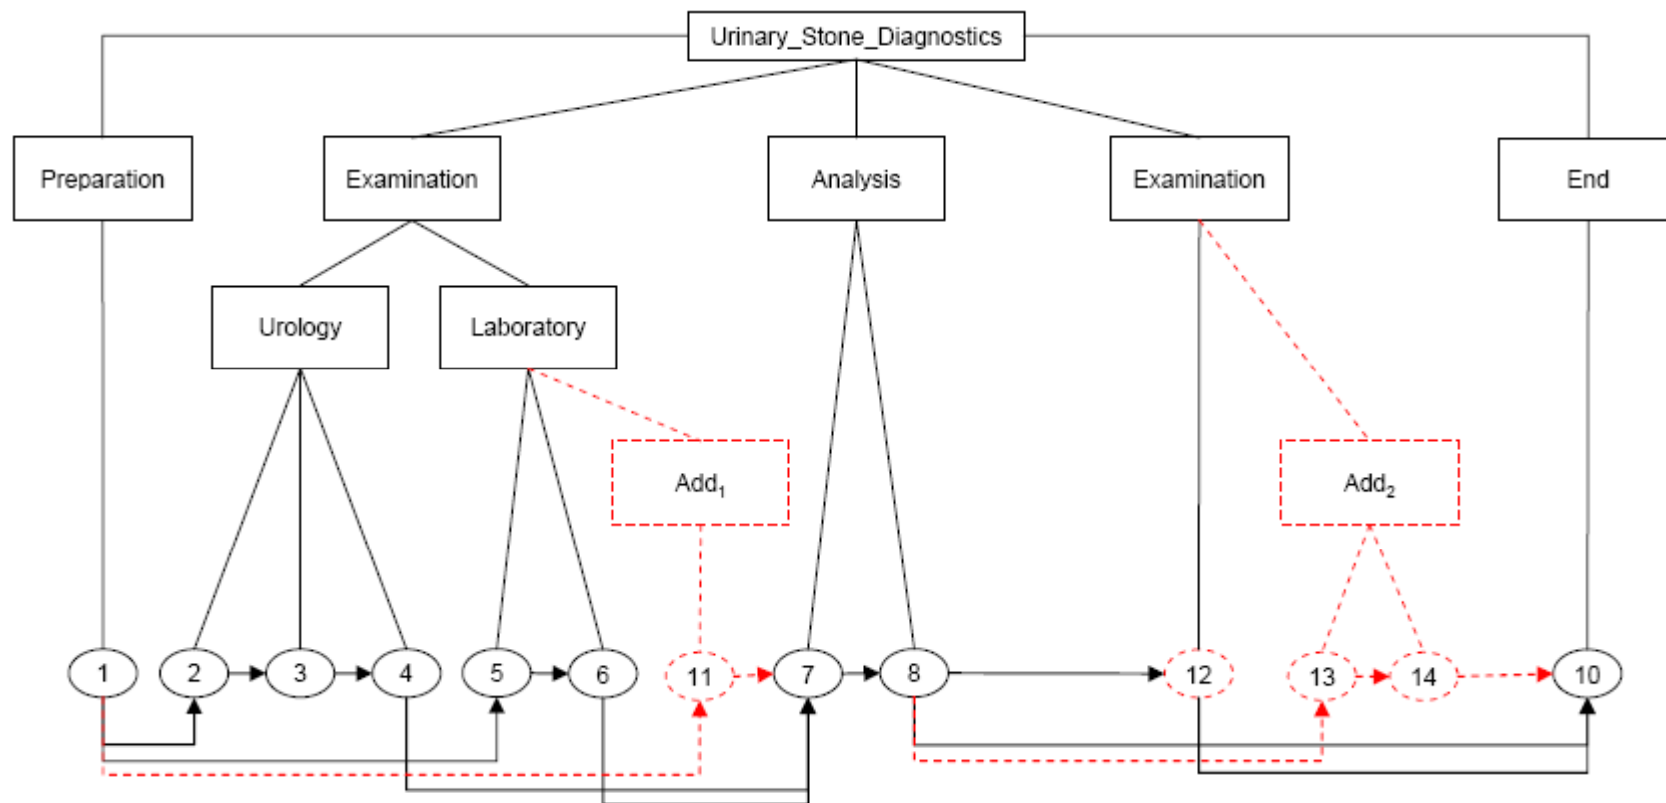 Urinary_Stone_Diagnostics
Preparation
Examination
Analysis
Examination
End
Urology
Laboratory
Add1
Add2
1
2
3
4
5
6
11
7
8
12
13
14
10